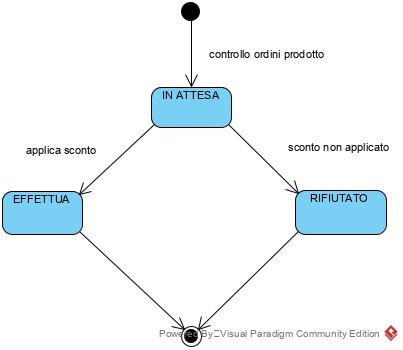 controllo ordini prodotto
IN ATTESA
applica sconto
sconto non applicato
EFFETTUA
RIFIUTATO
Powered By Visual Paradigm Community Edition